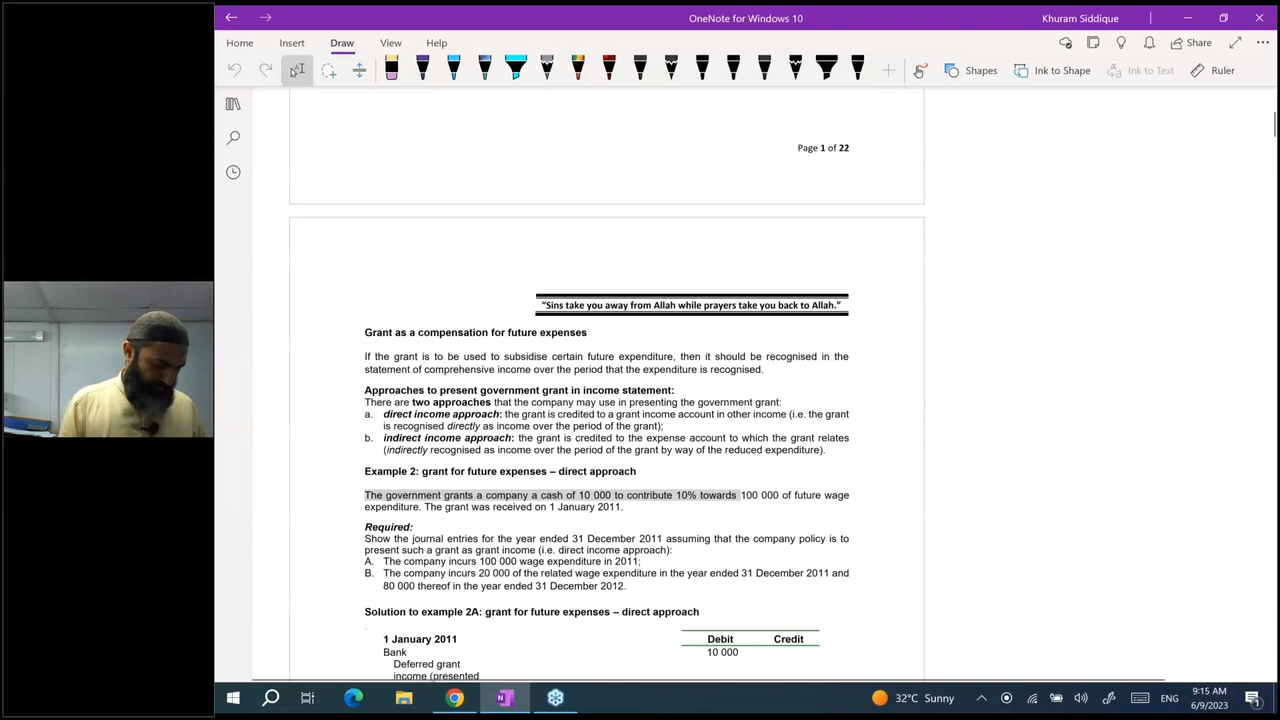 OneNote for Windows 10
Khuram Siddique
Home Insert Draw View Help
Share
Shapes Ink to Shape Ink to Text Ruler
Page 1 of 22
“Sins take you away from Allah while prayers take you back to Allah.”
Grant as a compensation for future expenses
If the grant is to be used to subsidise certain future expenditure, then it should be recognised in the
statement of comprehensive income over the period that the expenditure is recognised.
Approaches to present government grant in income statement:
There are two approaches that the company may use in presenting the government grant:
a. direct income approach: the grant is credited to a grant income account in other income (i.e. the grant
is recognised directly as income over the period of the grant);
b. indirect income approach: the grant is credited to the expense account to which the grant relates
(indirectly recognised as income over the period of the grant by way of the reduced expenditure).
Example 2: grant for future expenses – direct approach
The government grants a company a cash of 10 000 to contribute 10% towards 100 000 of future wage
expenditure. The grant was received on 1 January 2011.
Required:
Show the journal entries for the year ended 31 December 2011 assuming that the company policy is to
present such a grant as grant income (i.e. direct income approach):
A. The company incurs 100 000 wage expenditure in 2011;
B. The company incurs 20 000 of the related wage expenditure in the year ended 31 December 2011 and
80 000 thereof in the year ended 31 December 2012.
Solution to example 2A: grant for future expenses – direct approach
1 January 2011 Debit Credit
Bank 10 000
Deferred grant
income (presented
32°C Sunny
ENG
9:15 AM
6/9/2023